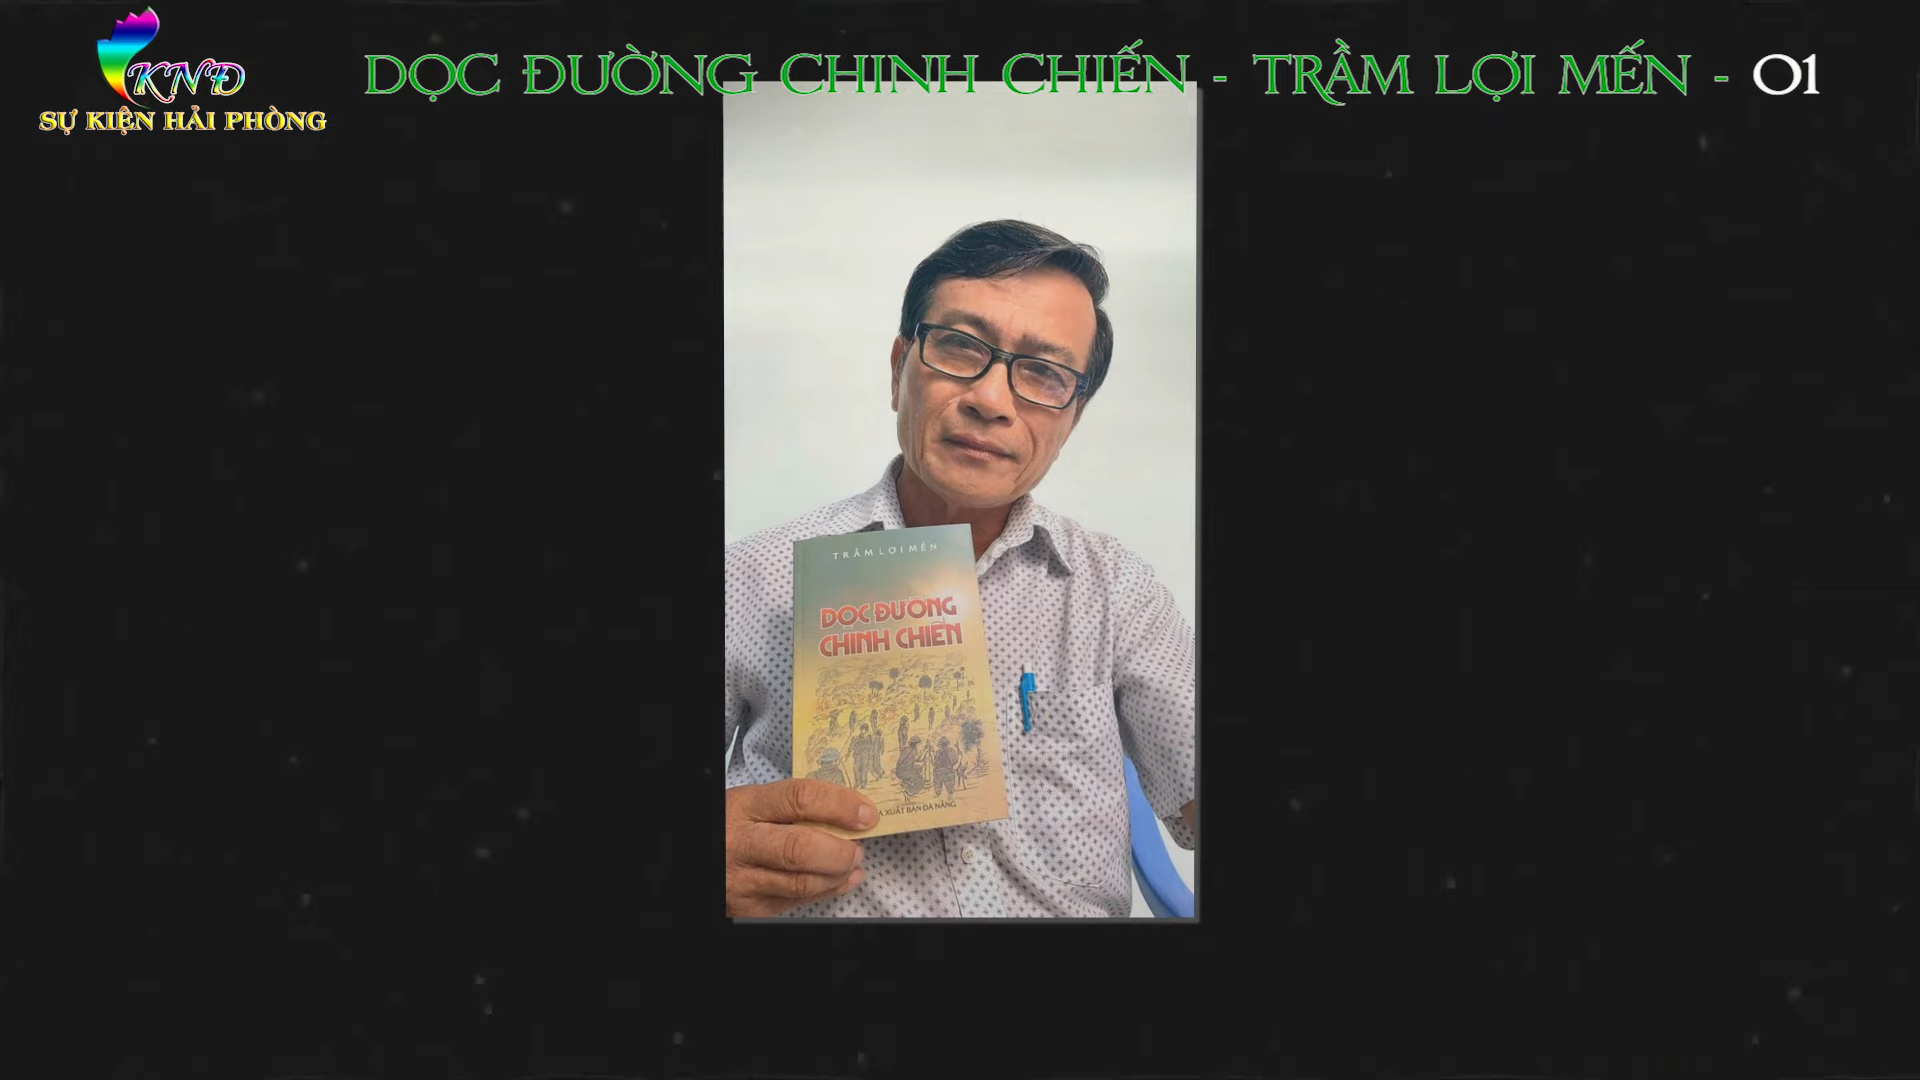 KNĐ
SỰ KIỆN HẢI PHÒNG
DỌC ĐƯỜNG CHINH CHIẾN - TRẦM LỢI MẾN - 01
TRẦM LỢI MẾN
DỌC ĐƯỜNG
CHINH CHIẾN
XUẤT BẢN ĐÀ NẴNG